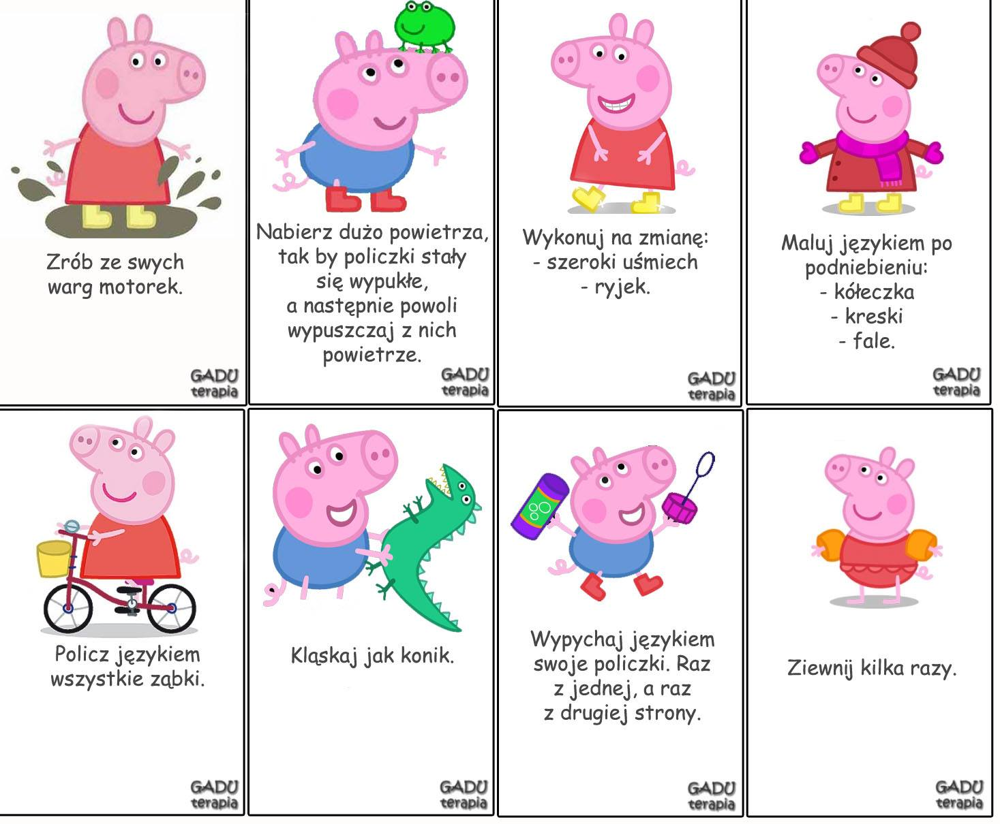 Zrób ze swych
warg motorek.
GADU
terapia
Nabierz dużo powietrza,
tak by policzki stały
się wypukłe,
a następnie powoli
wypuszczaj z nich
powietrze.
GADU
terapia
Wykonuj na zmianę:
- szeroki uśmiech
- ryjek.
GADU
terapia
Maluj językiem po
podniebieniu:
- kółeczka
- kreski
- fale.
GADU
terapia
Policz językiem
wszystkie ząbki.
GADU
terapia
Kląskaj jak konik.
GADU
terapia
Wypychaj językiem
swoje policzki. Raz
z jednej, a raz
z drugiej strony.
GADU
terapia
Ziewnij kilka razy.
GADU
terapia